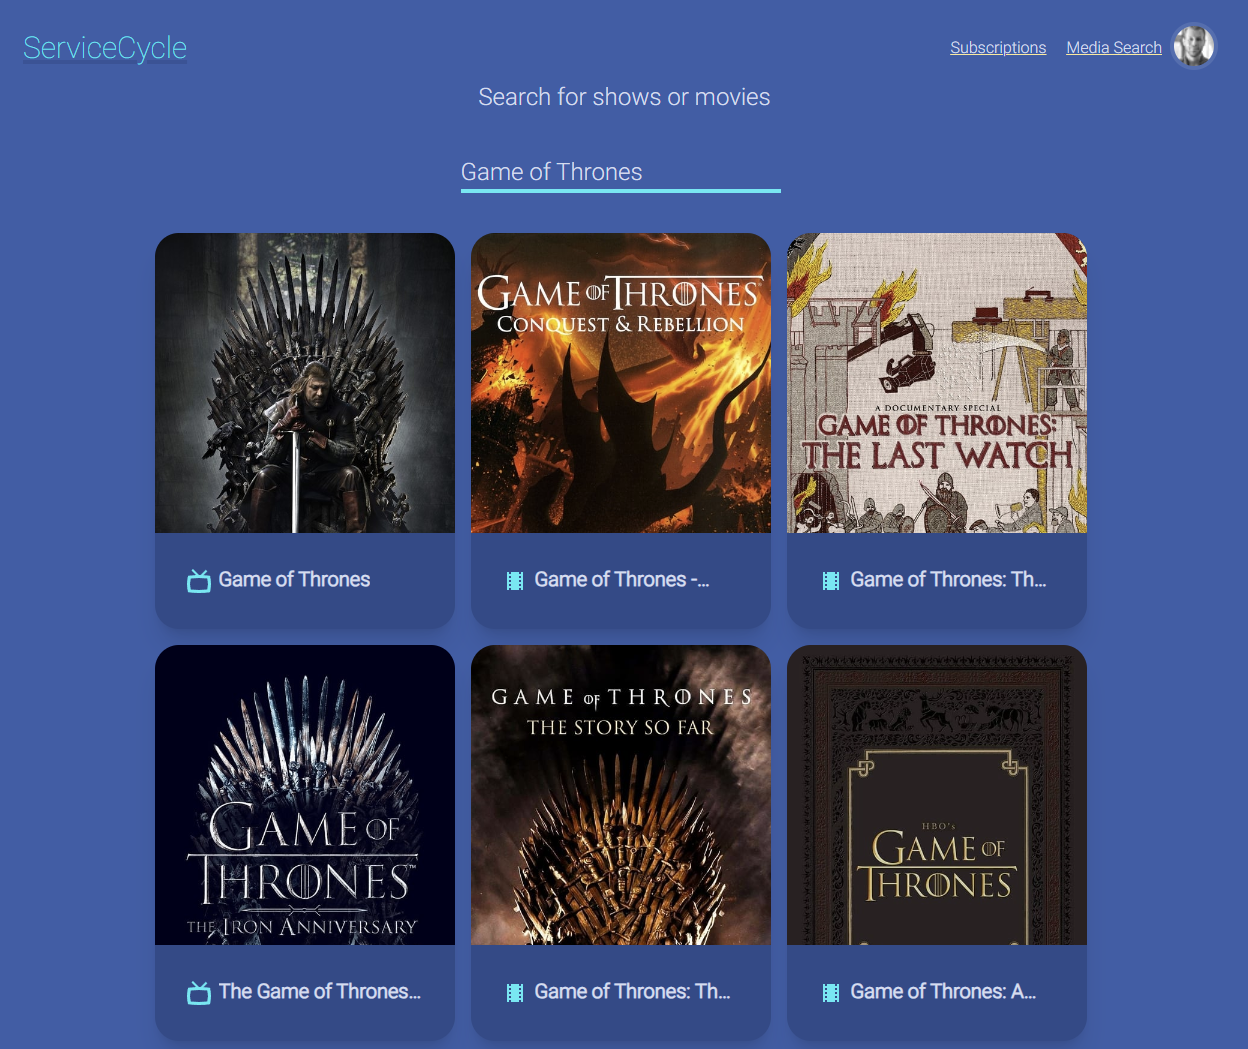 ServiceCycle
Subscriptions
Media Search
Search for shows or movies
Game of Thrones
GAME OF THRONES
CONQUEST & REBELLION
A DOCUMENTARY SPECIAL
GAME OF THRONES:
THE LAST WATCH
Game of Thrones
Game of Thrones -...
Game of Thrones: Th...
GAME OF
THRONES™
THE IRON ANNIVERSARY
GAME OF THRONES
THE STORY SO FAR
HBO's
GAME OF
THRONES
The Game of Thrones...
Game of Thrones: Th...
Game of Thrones: A...